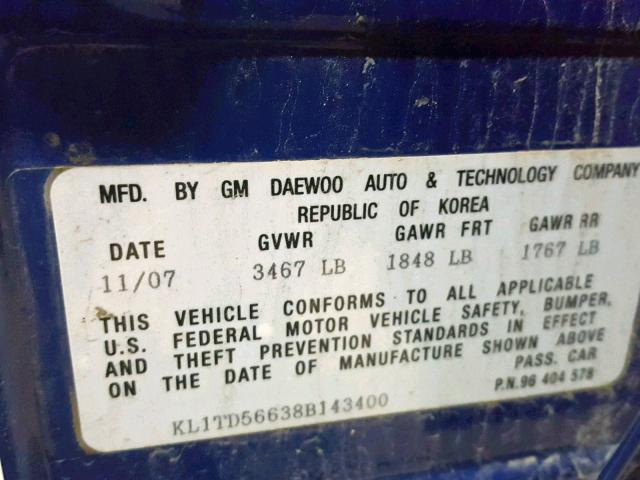 MFD. BY GM DAEWOO AUTO & TECHNOLOGY COMPANY
REPUBLIC OF KOREA
DATE GVWR GAWR FRT GAWR RR
11/07 3467 LB 1848 LB 1767 LB
THIS VEHICLE CONFORMS TO ALL APPLICABLE
U.S. FEDERAL MOTOR VEHICLE SAFETY, BUMPER,
AND THEFT PREVENTION STANDARDS IN EFFECT
ON THE DATE OF MANUFACTURE SHOWN ABOVE
PASS. CAR
P.N.96 404 578
KL1TD56638B143400